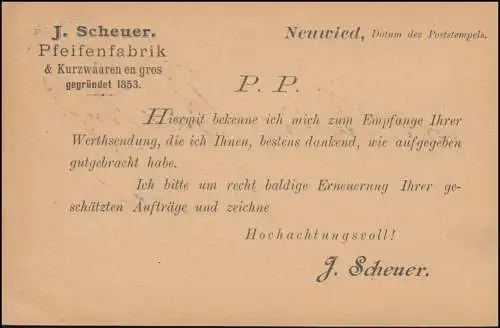 J. Scheuer.
Pfeifenfabrik
& Kurzwaaren en gros
gegründet 1853.
Neuwied, Datum des Poststempels.
P. P.
Hiermit bekenne ich mich zum Empfange Ihrer
Werthsendung, die ich Ihnen, bestens dankend, wie aufgegeben
gutgebracht habe.
Ich bitte um recht baldige Erneuerung Ihrer ge-
schätzten Aufträge und zeichne
Hochachtungsvoll!
J. Scheuer.